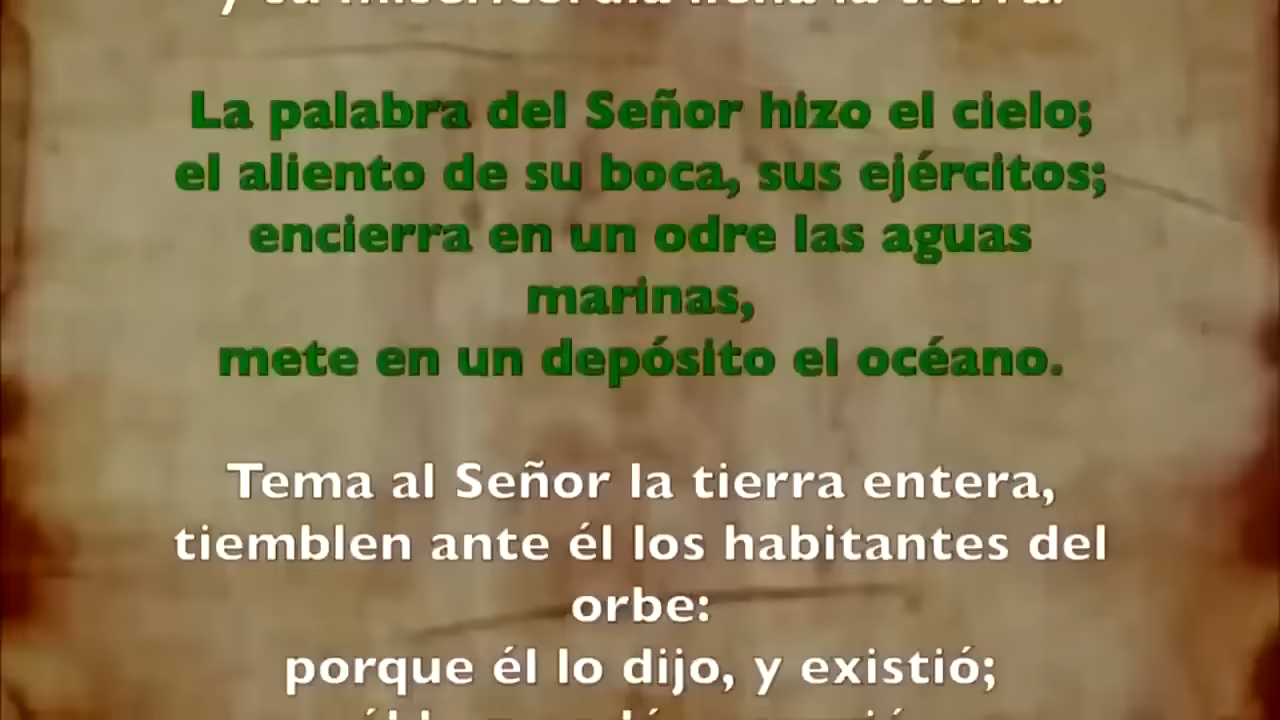 y su misericordia llena la tierra.
La palabra del Señor hizo el cielo;
el aliento de su boca, sus ejércitos;
encierra en un odre las aguas
marinas,
mete en un depósito el océano.
Tema al Señor la tierra entera,
tiemblen ante él los habitantes del
orbe:
porque él lo dijo, y existió;